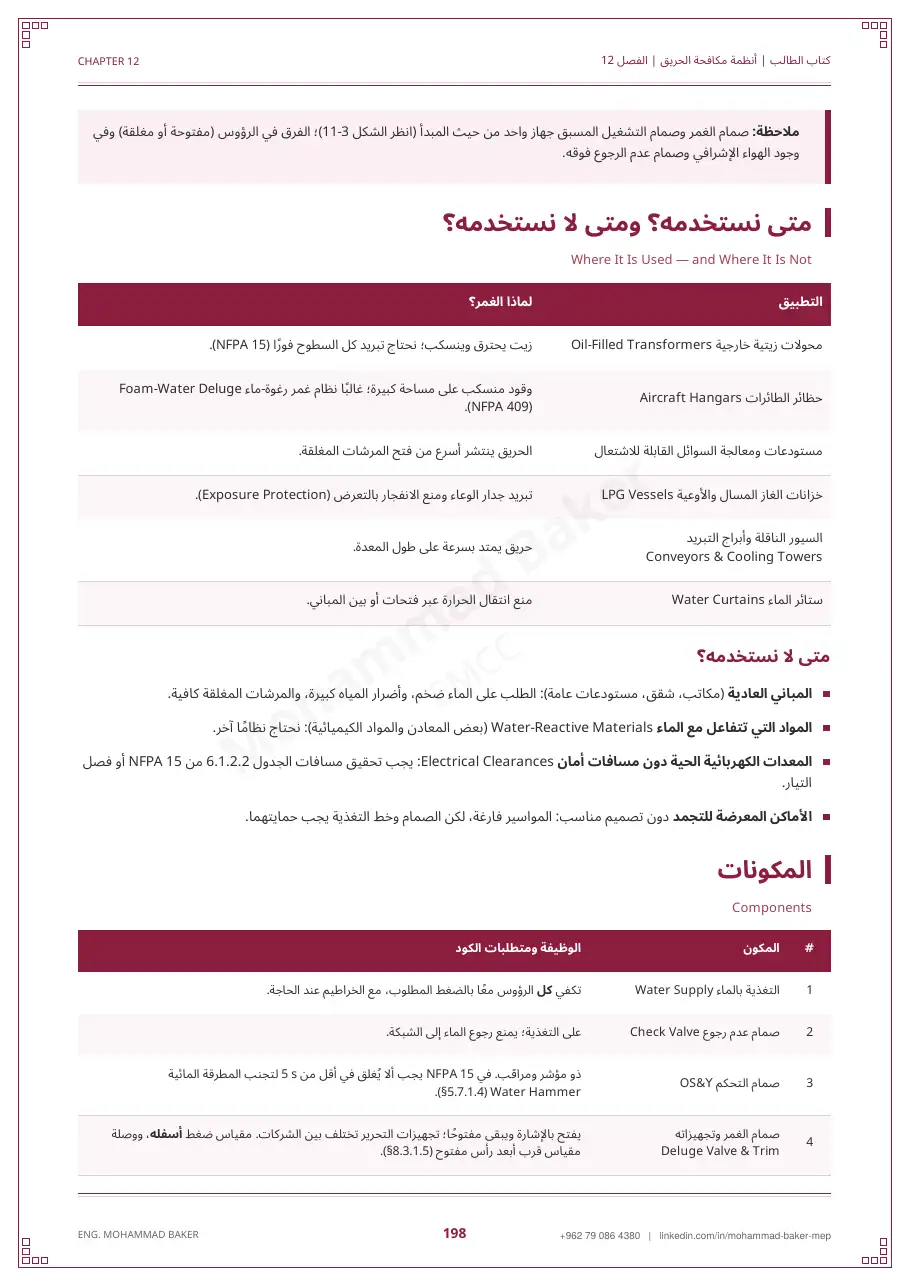 كتاب الطالب | أنظمة مكافحة الحريق | الفصل 12
CHAPTER 12
ملاحظة: صمام الغمر وصمام التشغيل المسبق جهاز واحد من حيث المبدأ (انظر الشكل 3-11)؛ الفرق في الرؤوس (مفتوحة أو مغلقة) وفي
وجود الهواء الإشرافي وصمام عدم الرجوع فوقه.
متى نستخدمه؟ ومتى لا نستخدمه؟
Where It Is Used — and Where It Is Not
التطبيق
لماذا الغمر؟
محولات زيتية خارجية Oil-Filled Transformers
زيت يحترق وينسكب؛ نحتاج تبريد كل السطوح فورًا (NFPA 15).
حظائر الطائرات Aircraft Hangars
وقود منسكب على مساحة كبيرة؛ غالبًا نظام غمر رغوة-ماء Foam-Water Deluge
(NFPA 409).
مستودعات ومعالجة السوائل القابلة للاشتعال
الحريق ينتشر أسرع من فتح المرشات المغلقة.
خزانات الغاز المسال والأوعية LPG Vessels
تبريد جدار الوعاء ومنع الانفجار بالتعرض (Exposure Protection).
السيور الناقلة وأبراج التبريد
Conveyors & Cooling Towers
حريق يمتد بسرعة على طول المعدة.
ستائر الماء Water Curtains
منع انتقال الحرارة عبر فتحات أو بين المباني.
متى لا نستخدمه؟
المباني العادية (مكاتب، شقق، مستودعات عامة): الطلب على الماء ضخم، وأضرار المياه كبيرة، والمرشات المغلقة كافية.
المواد التي تتفاعل مع الماء Water-Reactive Materials (بعض المعادن والمواد الكيميائية): نحتاج نظامًا آخر.
المعدات الكهربائية الحية دون مسافات أمان Electrical Clearances: يجب تحقيق مسافات الجدول 6.1.2.2 من NFPA 15 أو فصل
التيار.
الأماكن المعرضة للتجمد دون تصميم مناسب: المواسير فارغة، لكن الصمام وخط التغذية يجب حمايتهما.
المكونات
Components
#
المكون
الوظيفة ومتطلبات الكود
1
التغذية بالماء Water Supply
تكفي كل الرؤوس معًا بالضغط المطلوب، مع الخراطيم عند الحاجة.
2
صمام عدم رجوع Check Valve
على التغذية؛ يمنع رجوع الماء إلى الشبكة.
3
صمام التحكم OS&Y
ذو مؤشر ومراقَب. في NFPA 15 يجب ألا يُغلق في أقل من 5 s لتجنب المطرقة المائية
Water Hammer (§5.7.1.4).
4
صمام الغمر وتجهيزاته
Deluge Valve & Trim
يفتح بالإشارة ويبقى مفتوحًا؛ تجهيزات التحرير تختلف بين الشركات. مقياس ضغط أسفله، ووصلة
مقياس قرب أبعد رأس مفتوح (§8.3.1.5).
ENG. MOHAMMAD BAKER
198
+962 79 086 4380 | linkedin.com/in/mohammad-baker-mep
Mohammad Baker
SMCC